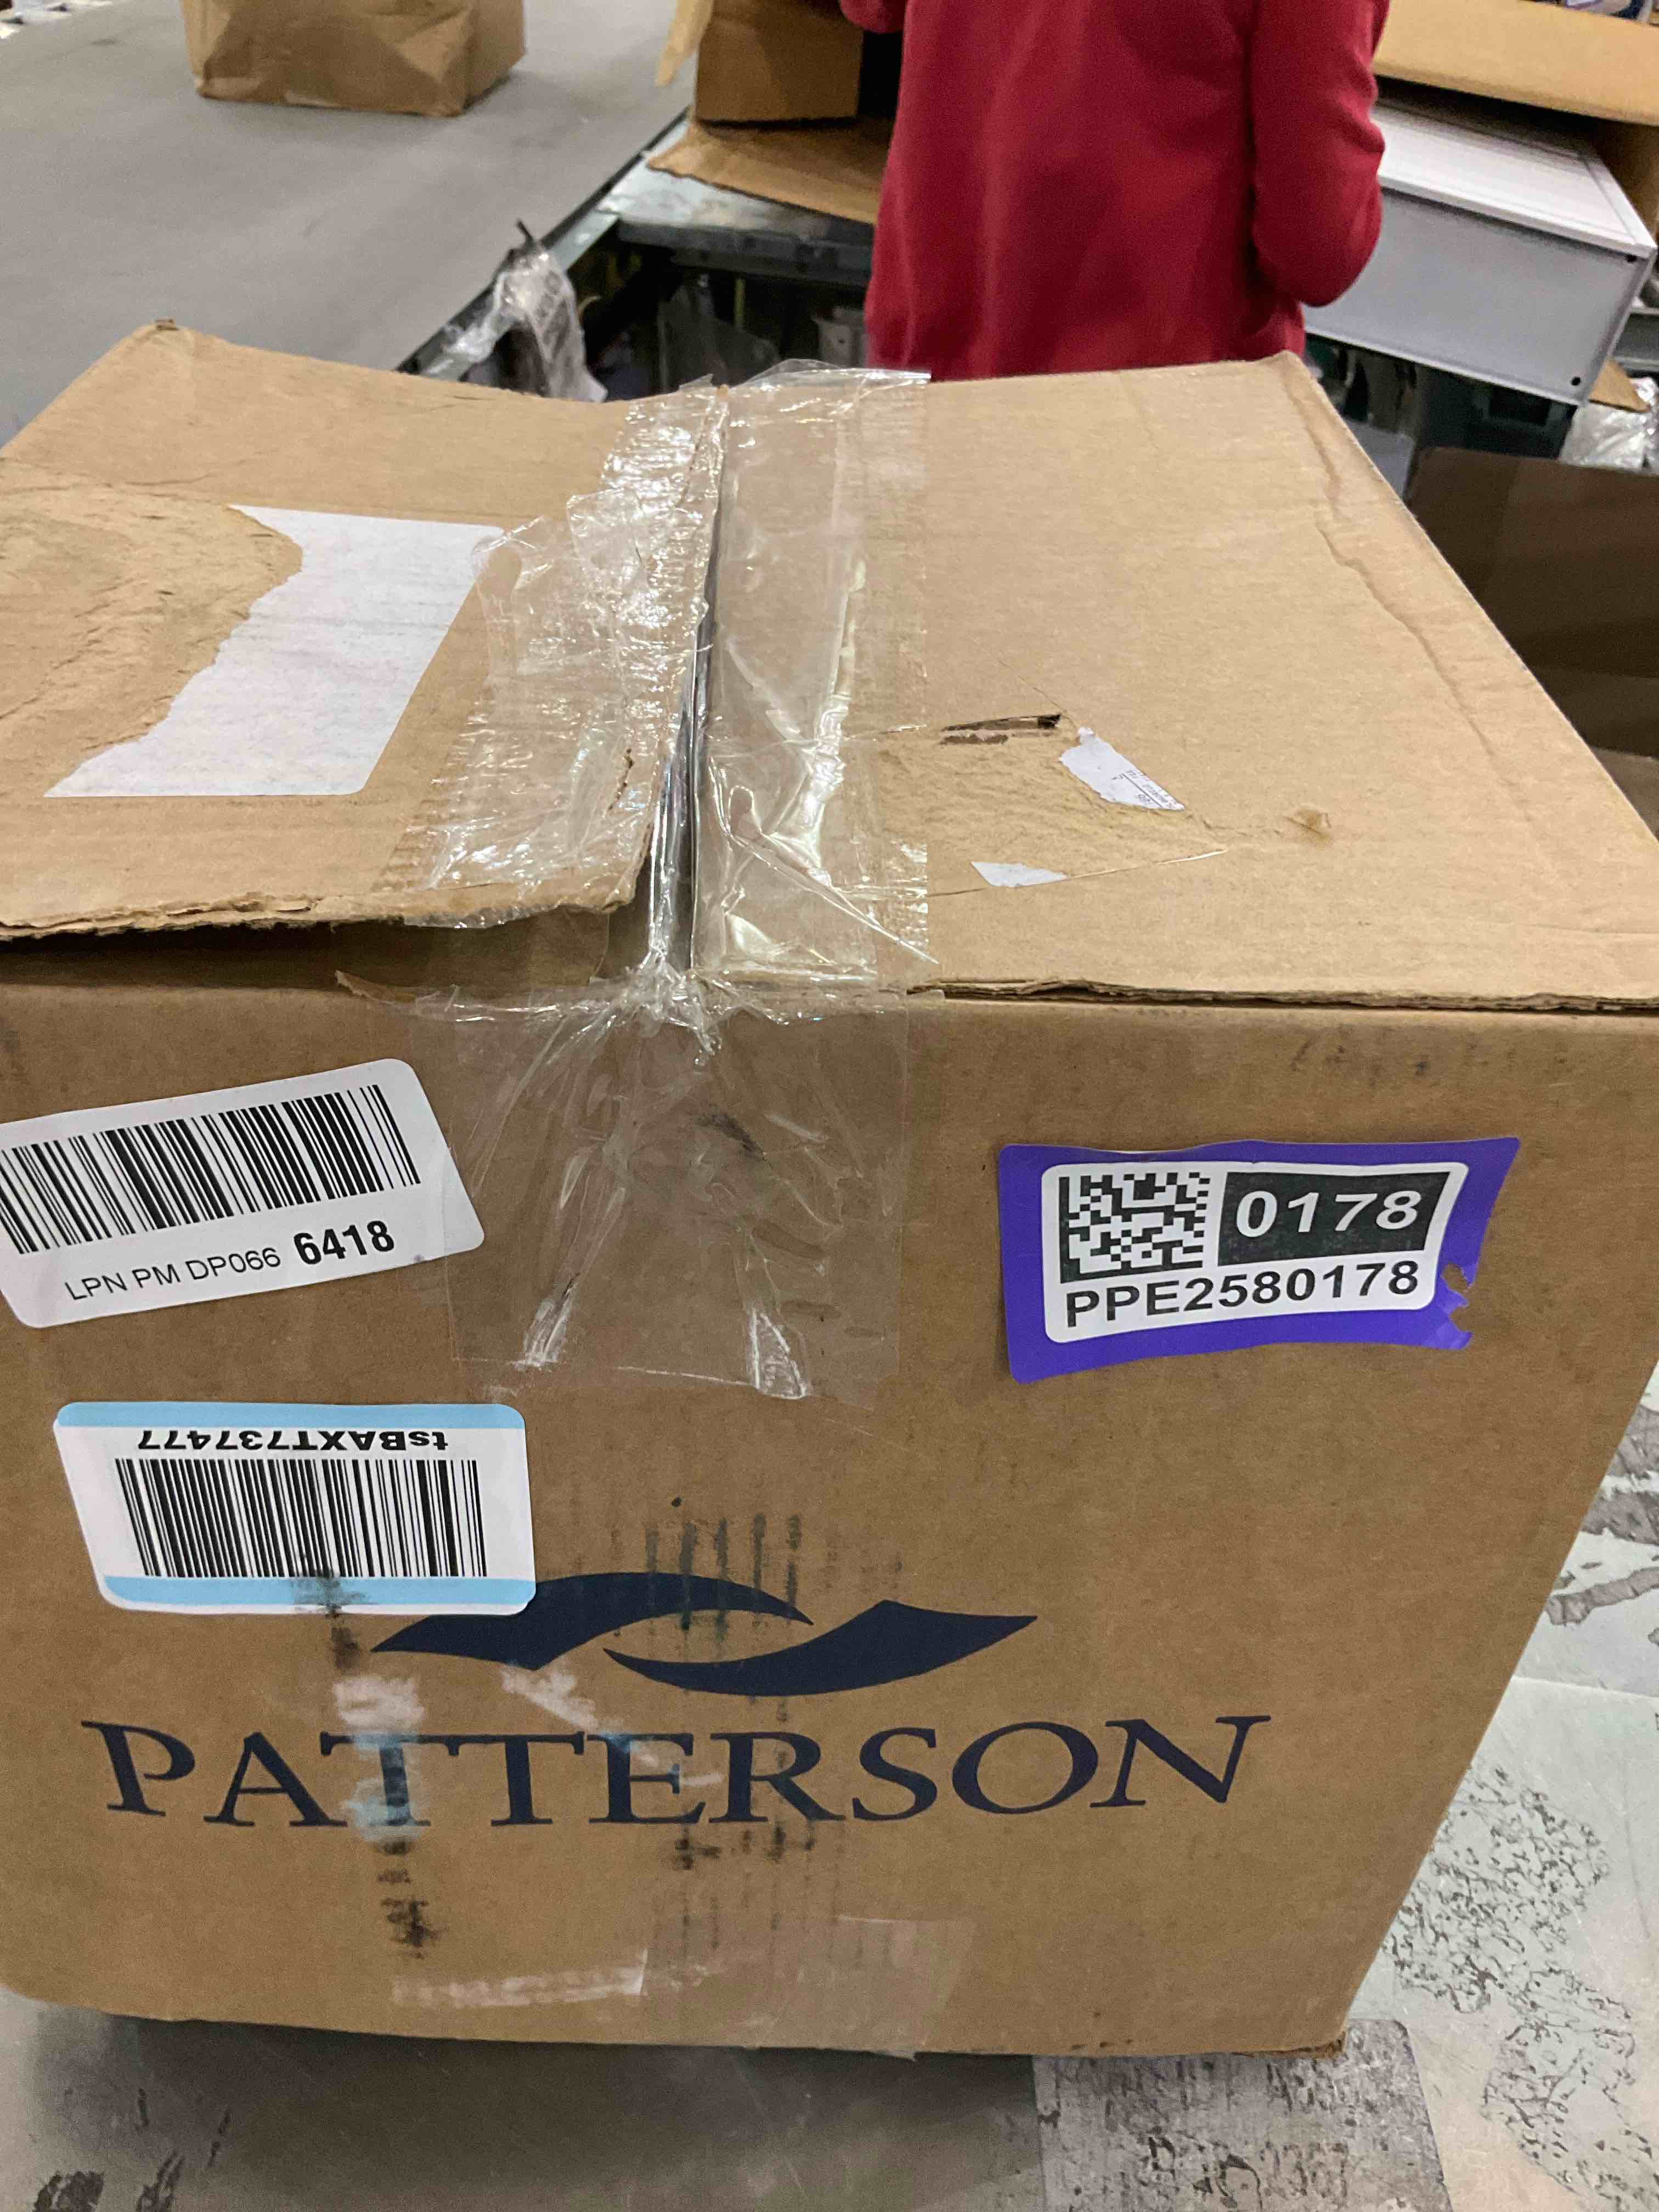 LPN PM DP066 6418
0178
PPE2580178
tsBAXT737477
PATTERSON